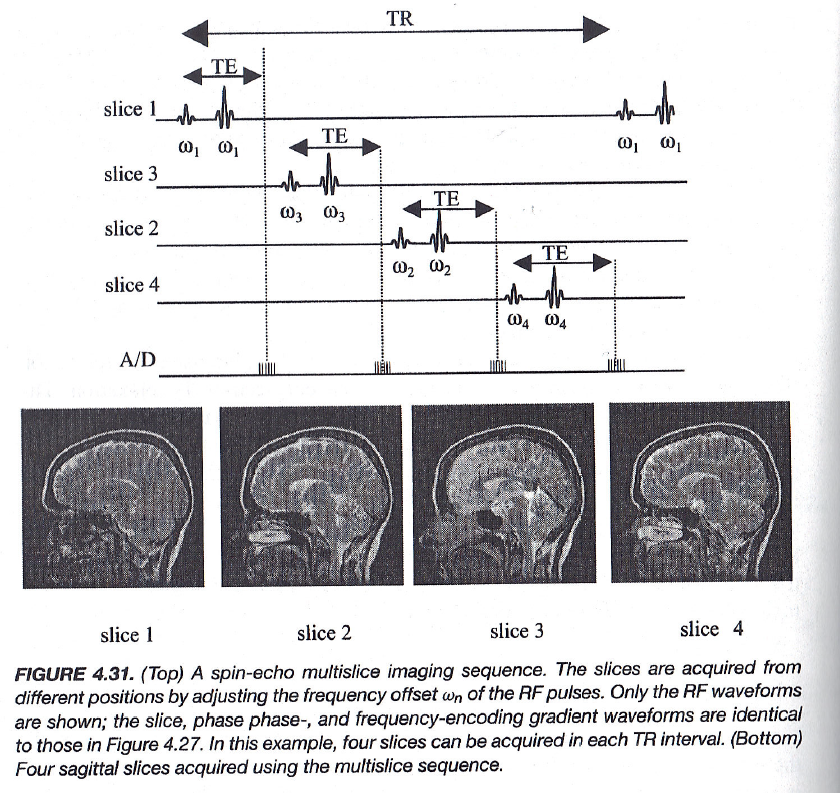 TR
TE
slice 1
ω1 ω1 ω1 ω1
TE
slice 3
ω3 ω3
TE
slice 2
ω2 ω2
TE
slice 4
ω4 ω4
A/D
slice 1 slice 2 slice 3 slice 4
FIGURE 4.31. (Top) A spin-echo multislice imaging sequence. The slices are acquired from
different positions by adjusting the frequency offset ωn of the RF pulses. Only the RF waveforms
are shown; the slice, phase phase-, and frequency-encoding gradient waveforms are identical
to those in Figure 4.27. In this example, four slices can be acquired in each TR interval. (Bottom)
Four sagittal slices acquired using the multislice sequence.